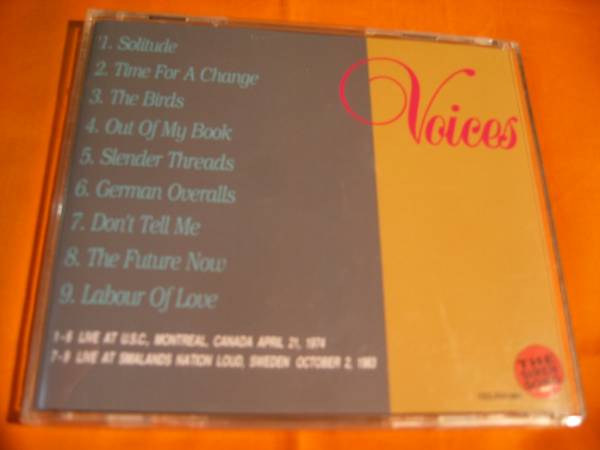 1. Solitude
2. Time For A Change
3. The Birds
4. Out Of My Book
5. Slender Threads
6. German Overalls
7. Don't Tell Me
8. The Future Now
9. Labour Of Love
1-6 LIVE AT U.S.C., MONTREAL, CANADA APRIL 21, 1974
7-9 LIVE AT SMALANDS NATION LOUD, SWEDEN OCTOBER 2, 1983
Voices
THE